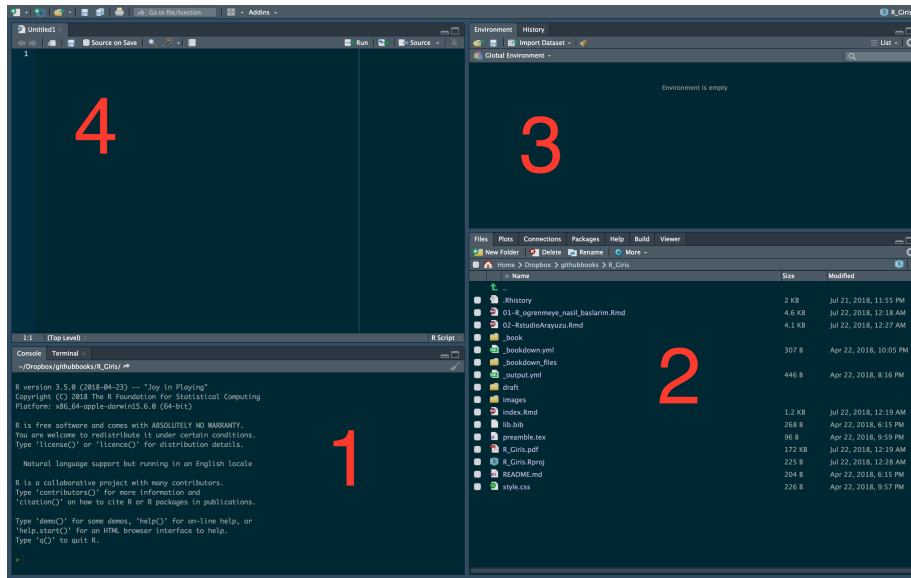 Go to file/function
Addins
R_Giris
Untitled1
Source on Save
Run
Source
1
4
1:1
(Top Level)
R Script
Environment History
Import Dataset
List
Global Environment
Environment is empty
3
Console Terminal
~/Dropbox/githubbooks/R_Giris/
R version 3.5.0 (2018-04-23) -- "Joy in Playing"
Copyright (C) 2018 The R Foundation for Statistical Computing
Platform: x86_64-apple-darwin15.6.0 (64-bit)
R is free software and comes with ABSOLUTELY NO WARRANTY.
You are welcome to redistribute it under certain conditions.
Type 'license()' or 'licence()' for distribution details.
Natural language support but running in an English locale
R is a collaborative project with many contributors.
Type 'contributors()' for more information and
'citation()' on how to cite R or R packages in publications.
Type 'demo()' for some demos, 'help()' for on-line help, or
'help.start()' for an HTML browser interface to help.
Type 'q()' to quit R.
>
1
Files Plots Connections Packages Help Build Viewer
New Folder Delete Rename More
Home > Dropbox > githubbooks > R_Giris
Name Size Modified
..
.Rhistory 2 KB Jul 21, 2018, 11:55 PM
01-R_ogrenmeye_nasil_baslarim.Rmd 4.6 KB Jul 22, 2018, 12:18 AM
02-RstudioArayuzu.Rmd 4.1 KB Jul 22, 2018, 12:27 AM
_book
_bookdown.yml 307 B Apr 22, 2018, 10:05 PM
_bookdown_files
_output.yml 446 B Apr 22, 2018, 8:16 PM
draft
images
index.Rmd 1.2 KB Jul 22, 2018, 12:19 AM
lib.bib 268 B Apr 22, 2018, 6:15 PM
preamble.tex 96 B Apr 22, 2018, 9:59 PM
R_Giris.pdf 172 KB Jul 22, 2018, 12:19 AM
R_Giris.Rproj 225 B Jul 22, 2018, 12:28 AM
README.md 204 B Apr 22, 2018, 6:15 PM
style.css 226 B Apr 22, 2018, 9:57 PM
2